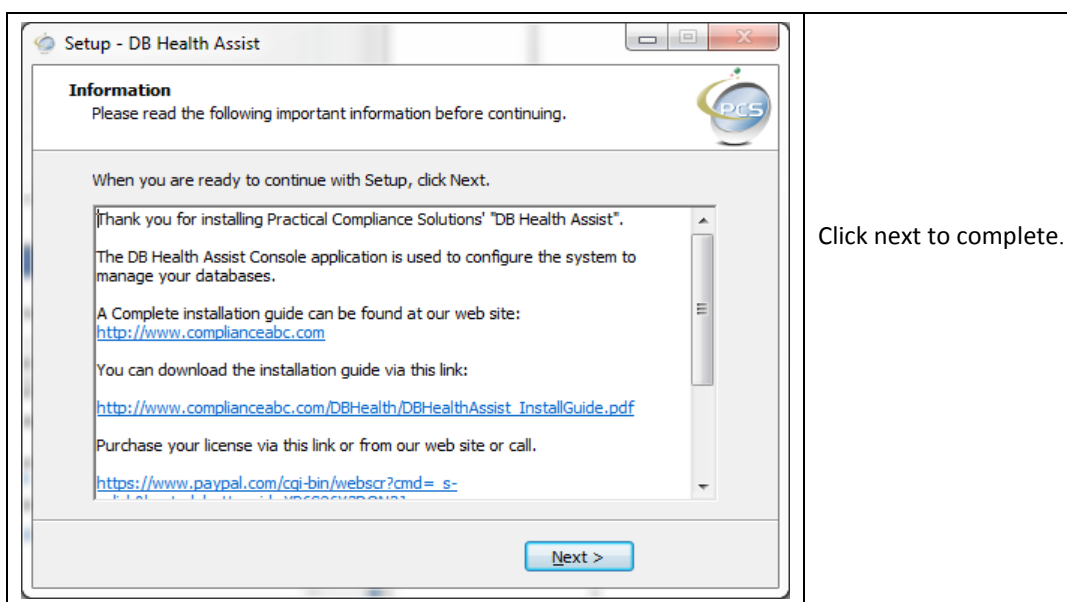 Setup - DB Health Assist
Information
Please read the following important information before continuing.
PCS
When you are ready to continue with Setup, click Next.
Thank you for installing Practical Compliance Solutions' "DB Health Assist".
The DB Health Assist Console application is used to configure the system to
manage your databases.
A Complete installation guide can be found at our web site:
http://www.complianceabc.com
You can download the installation guide via this link:
http://www.complianceabc.com/DBHealth/DBHealthAssist_InstallGuide.pdf
Purchase your license via this link or from our web site or call.
https://www.paypal.com/cgi-bin/webscr?cmd=_s-
Next >
Click next to complete.